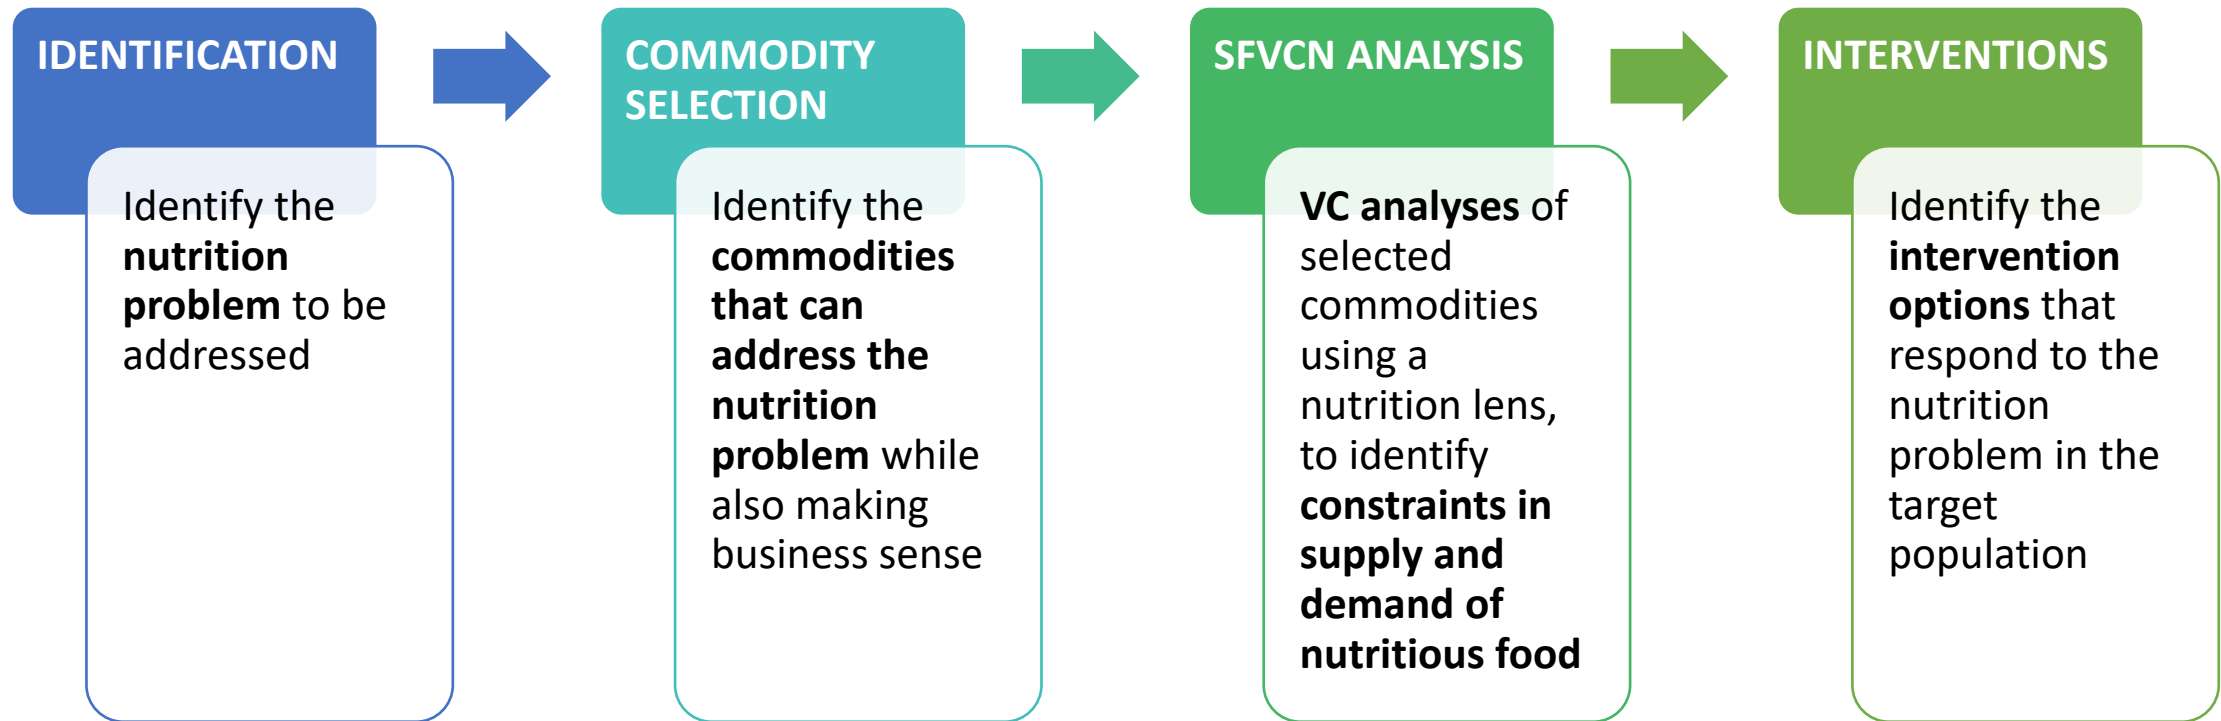 IDENTIFICATION
Identify the
nutrition
problem to be
addressed
COMMODITY
SELECTION
Identify the
commodities
that can
address the
nutrition
problem while
also making
business sense
SFVCN ANALYSIS
VC analyses of
selected
commodities
using a
nutrition lens,
to identify
constraints in
supply and
demand of
nutritious food
INTERVENTIONS
Identify the
intervention
options that
respond to the
nutrition
problem in the
target
population